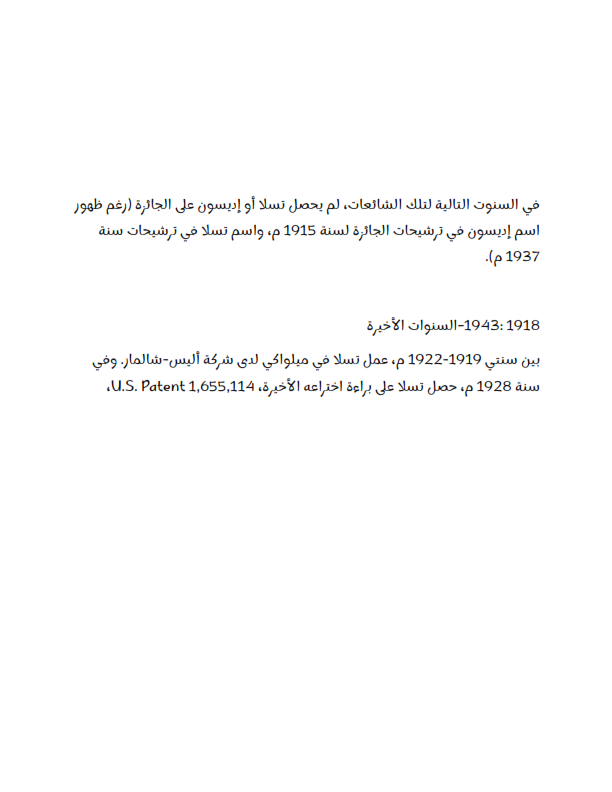 في السنوت التالية لتلك الشائعات، لم يحصل تسلا أو إديسون على الجائزة (رغم ظهور
اسم إديسون في ترشيحات الجائزة لسنة 1915 م، واسم تسلا في ترشيحات سنة
1937 م).
1918 :1943-السنوات الأخيرة
بين سنتي 1919-1922 م، عمل تسلا في ميلواكي لدى شركة أليس-شالمار. وفي
سنة 1928 م، حصل تسلا على براءة اختراعه الأخيرة، U.S. Patent 1,655,114،